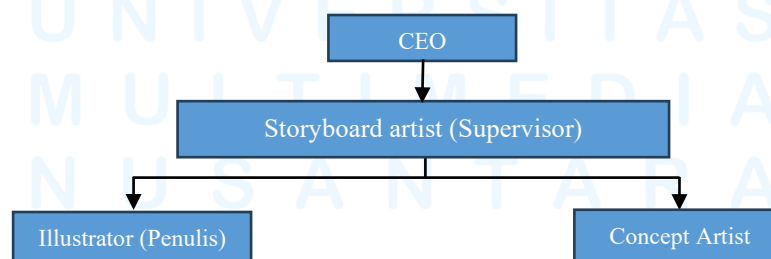 UNIVERSITAS
MULTIMEDIA
NUSANTARA
CEO
Storyboard artist (Supervisor)
Illustrator (Penulis)
Concept Artist